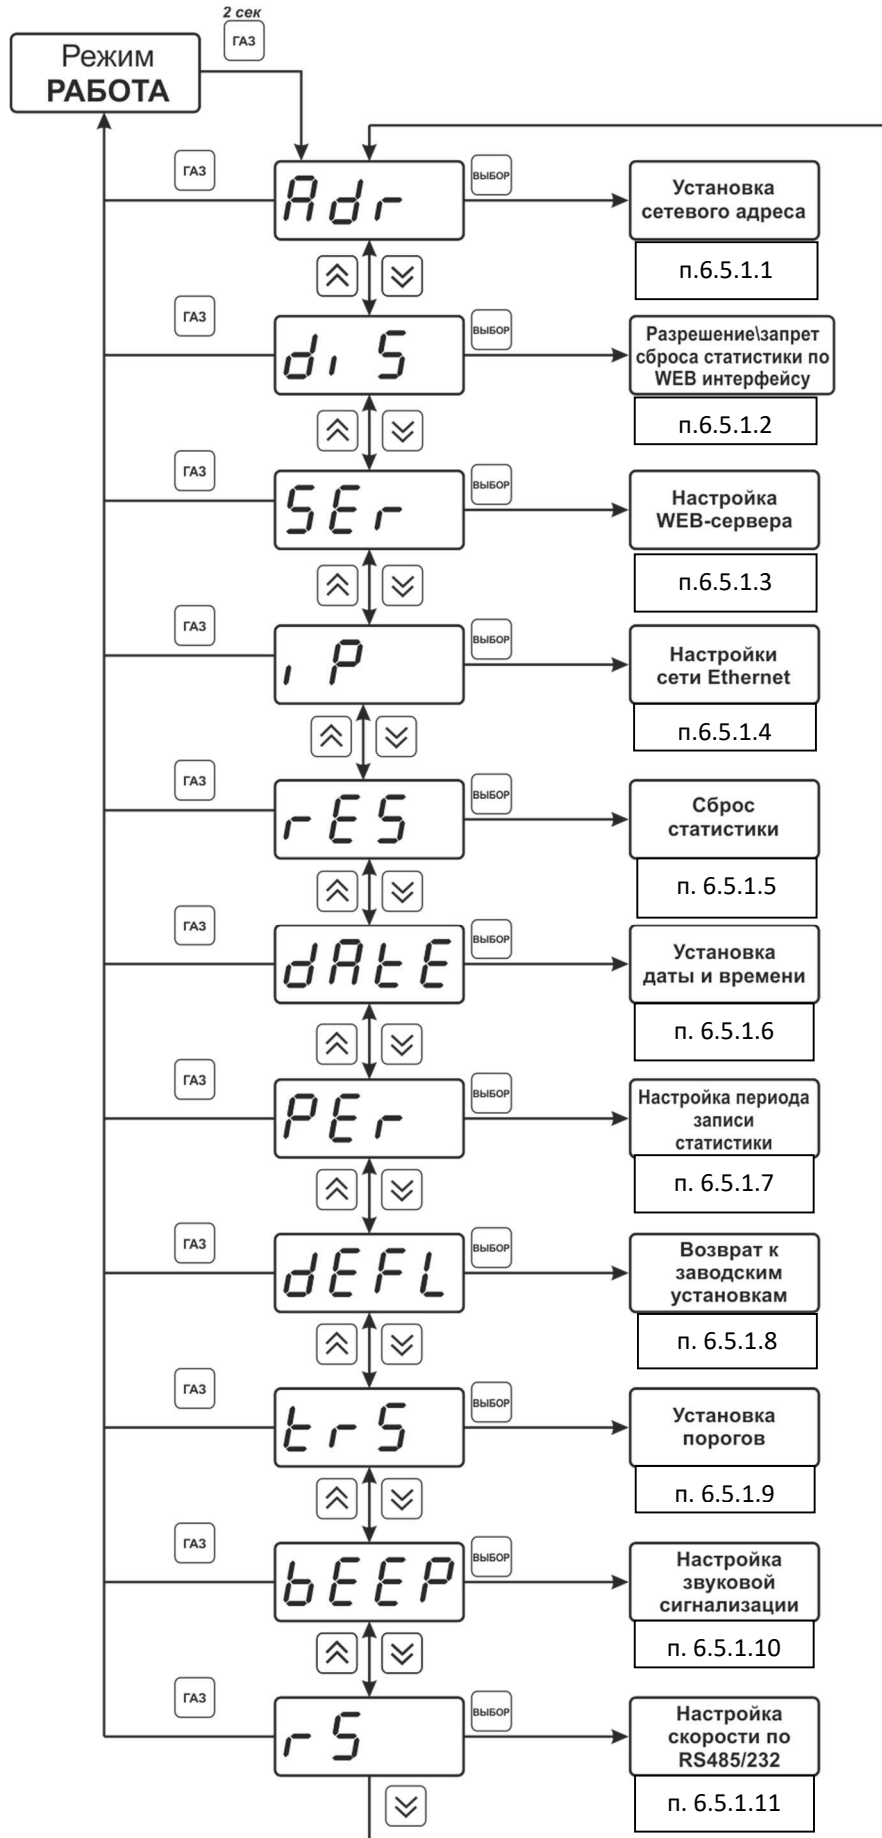 2 сек
ГАЗ
Режим
РАБОТА
ГАЗ
Adr
ВЫБОР
Установка
сетевого адреса
п.6.5.1.1
ГАЗ
di S
ВЫБОР
Разрешение\запрет
сброса статистики по
WEB интерфейсу
п.6.5.1.2
ГАЗ
SEr
ВЫБОР
Настройка
WEB-сервера
п.6.5.1.3
ГАЗ
i P
ВЫБОР
Настройки
сети Ethernet
п.6.5.1.4
ГАЗ
rES
ВЫБОР
Сброс
статистики
п. 6.5.1.5
ГАЗ
dAtE
ВЫБОР
Установка
даты и времени
п. 6.5.1.6
ГАЗ
PEr
ВЫБОР
Настройка периода
записи
статистики
п. 6.5.1.7
ГАЗ
dEFL
ВЫБОР
Возврат к
заводским
установкам
п. 6.5.1.8
ГАЗ
trS
ВЫБОР
Установка
порогов
п. 6.5.1.9
ГАЗ
bEEP
ВЫБОР
Настройка
звуковой
сигнализации
п. 6.5.1.10
ГАЗ
rS
ВЫБОР
Настройка
скорости по
RS485/232
п. 6.5.1.11